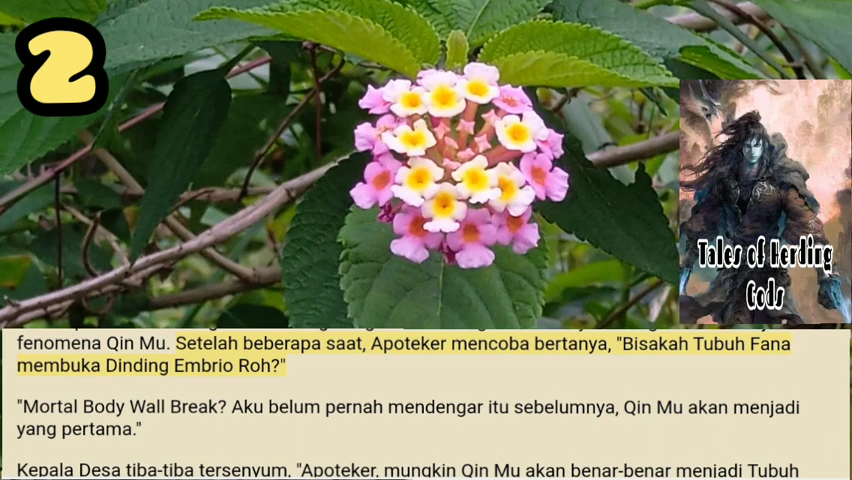 2
Tales of Herding
Gods
fenomena Qin Mu. Setelah beberapa saat, Apoteker mencoba bertanya, "Bisakah Tubuh Fana
membuka Dinding Embrio Roh?"
"Mortal Body Wall Break? Aku belum pernah mendengar itu sebelumnya, Qin Mu akan menjadi
yang pertama."
Kepala Desa tiba-tiba tersenyum, "Apoteker, mungkin Qin Mu akan benar-benar menjadi Tubuh